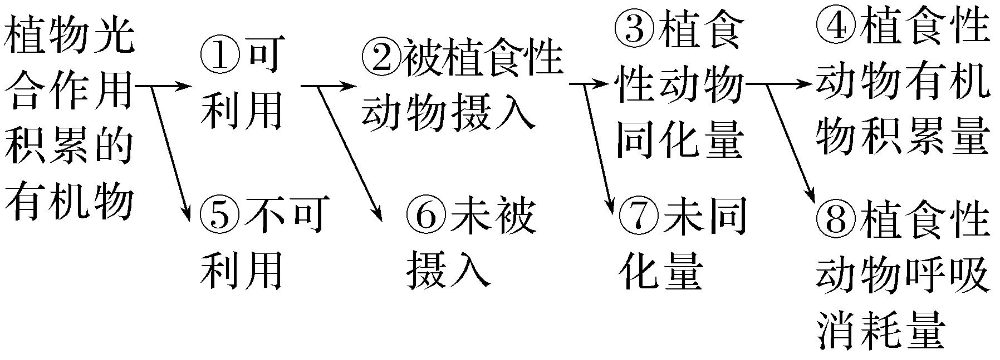 植物光
合作用
积累的
有机物
①可
利用
⑤不可
利用
②被植食性
动物摄入
⑥未被
摄入
③植食
性动物
同化量
⑦未同
化量
④植食性
动物有机
物积累量
⑧植食性
动物呼吸
消耗量